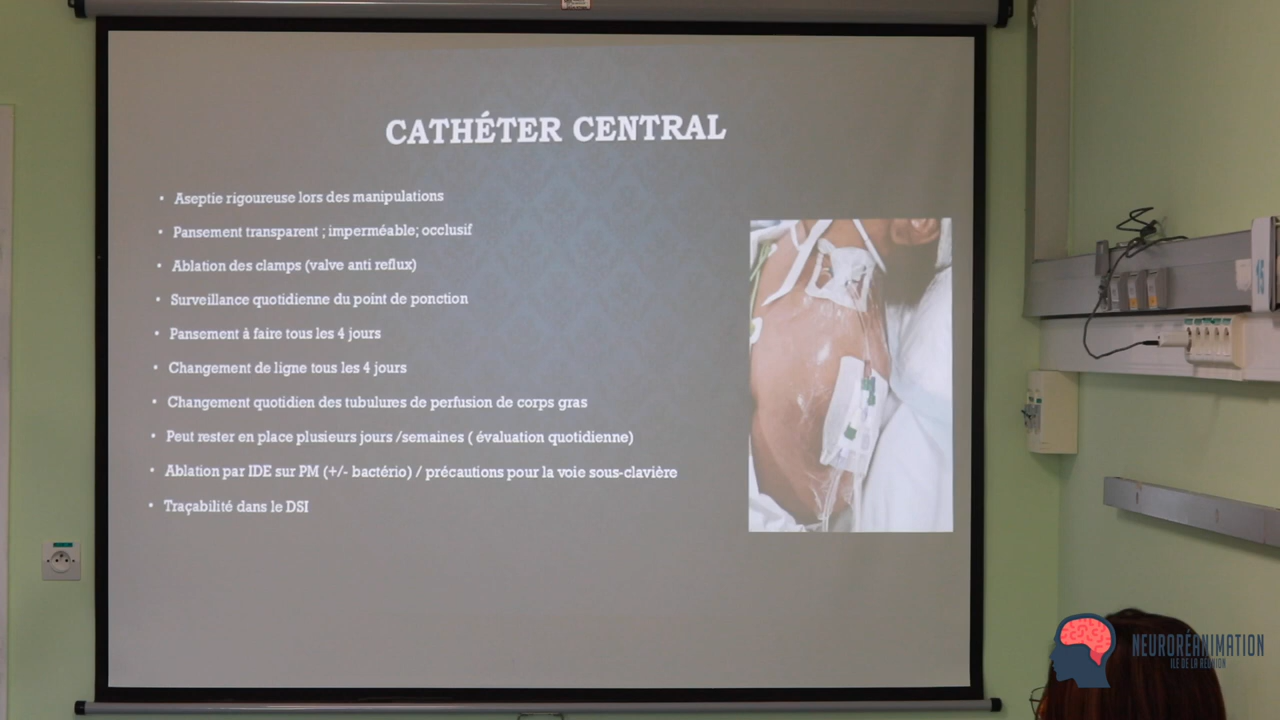 CATHÉTER CENTRAL
• Aseptie rigoureuse lors des manipulations
• Pansement transparent ; imperméable; occlusif
• Ablation des clamps (valve anti reflux)
• Surveillance quotidienne du point de ponction
• Pansement à faire tous les 4 jours
• Changement de ligne tous les 4 jours
• Changement quotidien des tubulures de perfusion de corps gras
• Peut rester en place plusieurs jours /semaines ( évaluation quotidienne)
• Ablation par IDE sur PM (+/- bactério) / précautions pour la voie sous-clavière
• Traçabilité dans le DSI
15
NEURORÉANIMATION
ILE DE LA RÉUNION